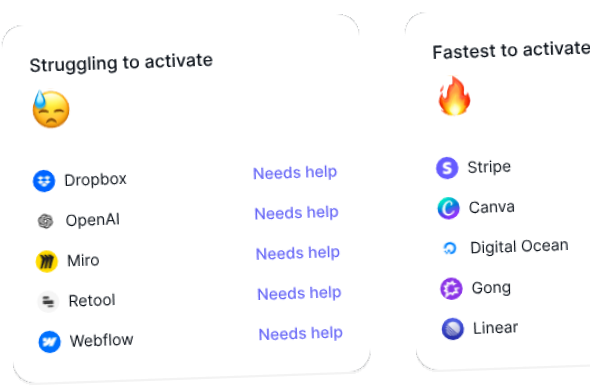 Struggling to activate
Dropbox Needs help
OpenAI Needs help
Miro Needs help
Retool Needs help
Webflow Needs help
Fastest to activate
Stripe
Canva
Digital Ocean
Gong
Linear